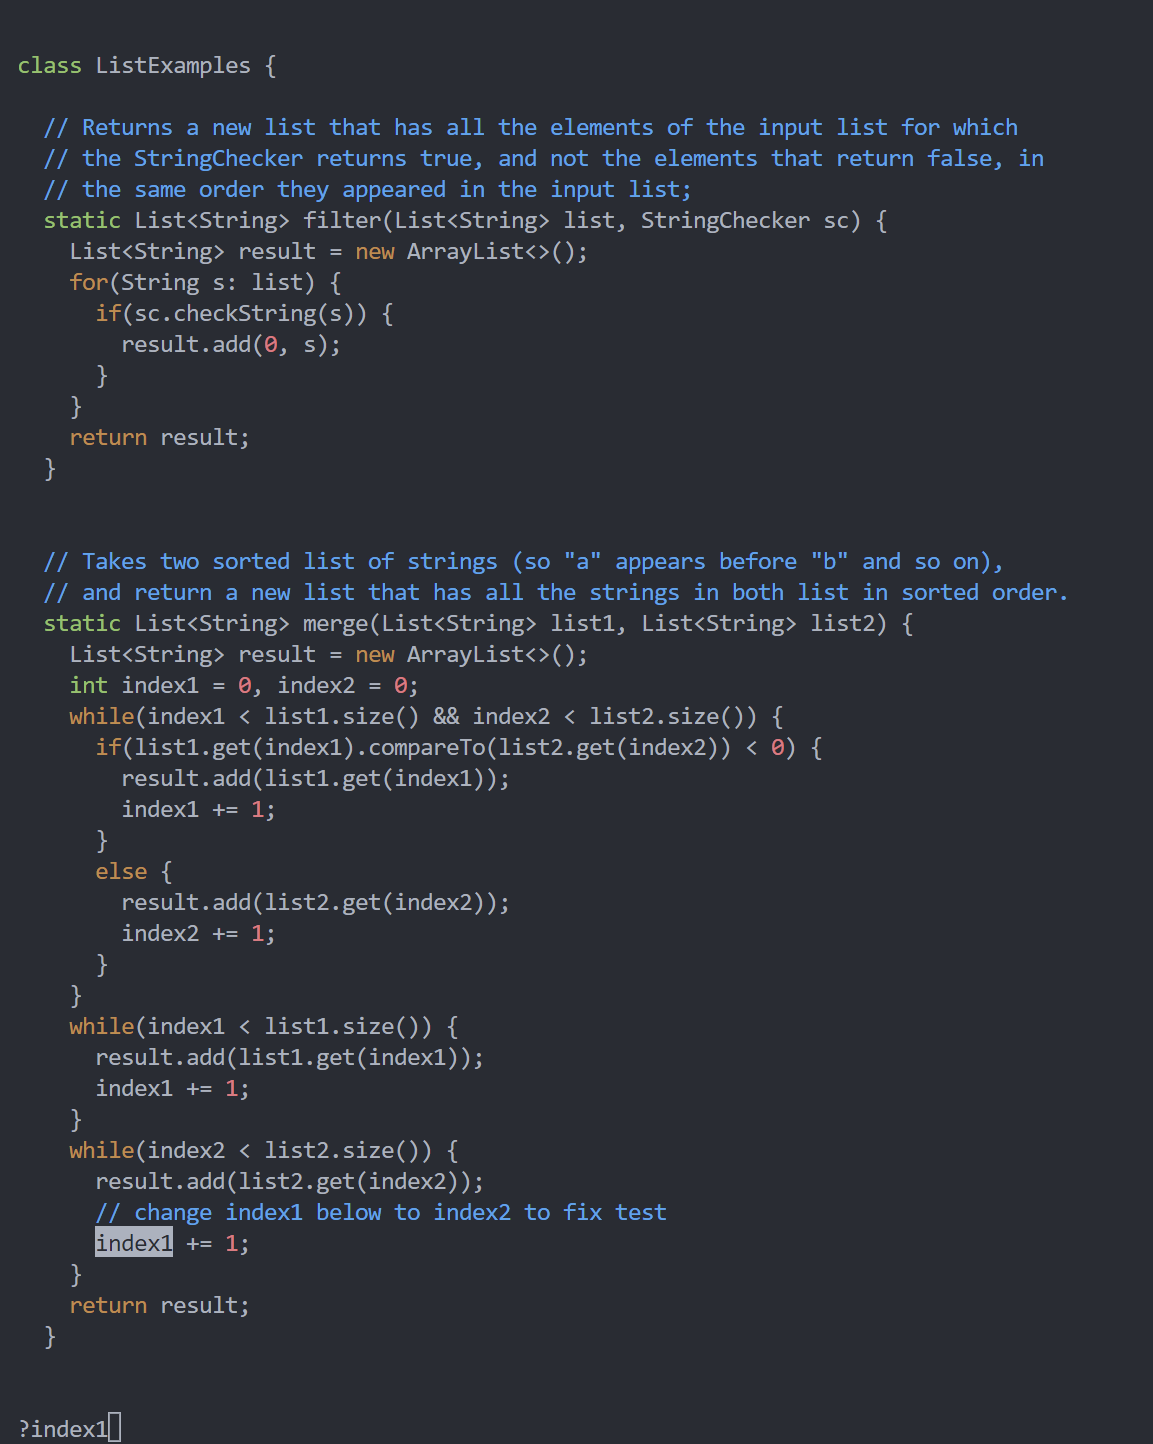 class ListExamples {

  // Returns a new list that has all the elements of the input list for which
  // the StringChecker returns true, and not the elements that return false, in
  // the same order they appeared in the input list;
  static List<String> filter(List<String> list, StringChecker sc) {
    List<String> result = new ArrayList<>();
    for(String s: list) {
      if(sc.checkString(s)) {
        result.add(0, s);
      }
    }
    return result;
  }


  // Takes two sorted list of strings (so "a" appears before "b" and so on),
  // and return a new list that has all the strings in both list in sorted order.
  static List<String> merge(List<String> list1, List<String> list2) {
    List<String> result = new ArrayList<>();
    int index1 = 0, index2 = 0;
    while(index1 < list1.size() && index2 < list2.size()) {
      if(list1.get(index1).compareTo(list2.get(index2)) < 0) {
        result.add(list1.get(index1));
        index1 += 1;
      }
      else {
        result.add(list2.get(index2));
        index2 += 1;
      }
    }
    while(index1 < list1.size()) {
      result.add(list1.get(index1));
      index1 += 1;
    }
    while(index2 < list2.size()) {
      result.add(list2.get(index2));
      // change index1 below to index2 to fix test
      index1 += 1;
    }
    return result;
  }


?index1